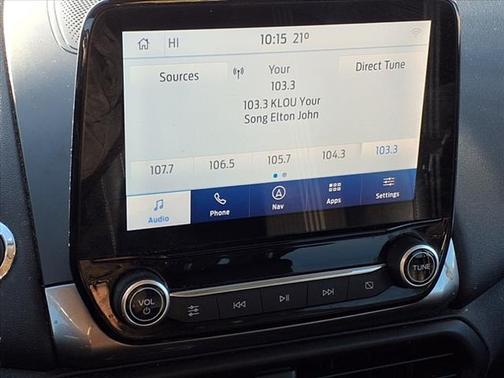 HI
10:15 21°
Sources
Your
Direct Tune
103.3
103.3 KLOU Your
Song Elton John
107.7
106.5
105.7
104.3
103.3
Audio
Phone
Nav
Apps
Settings
VOL
TUNE